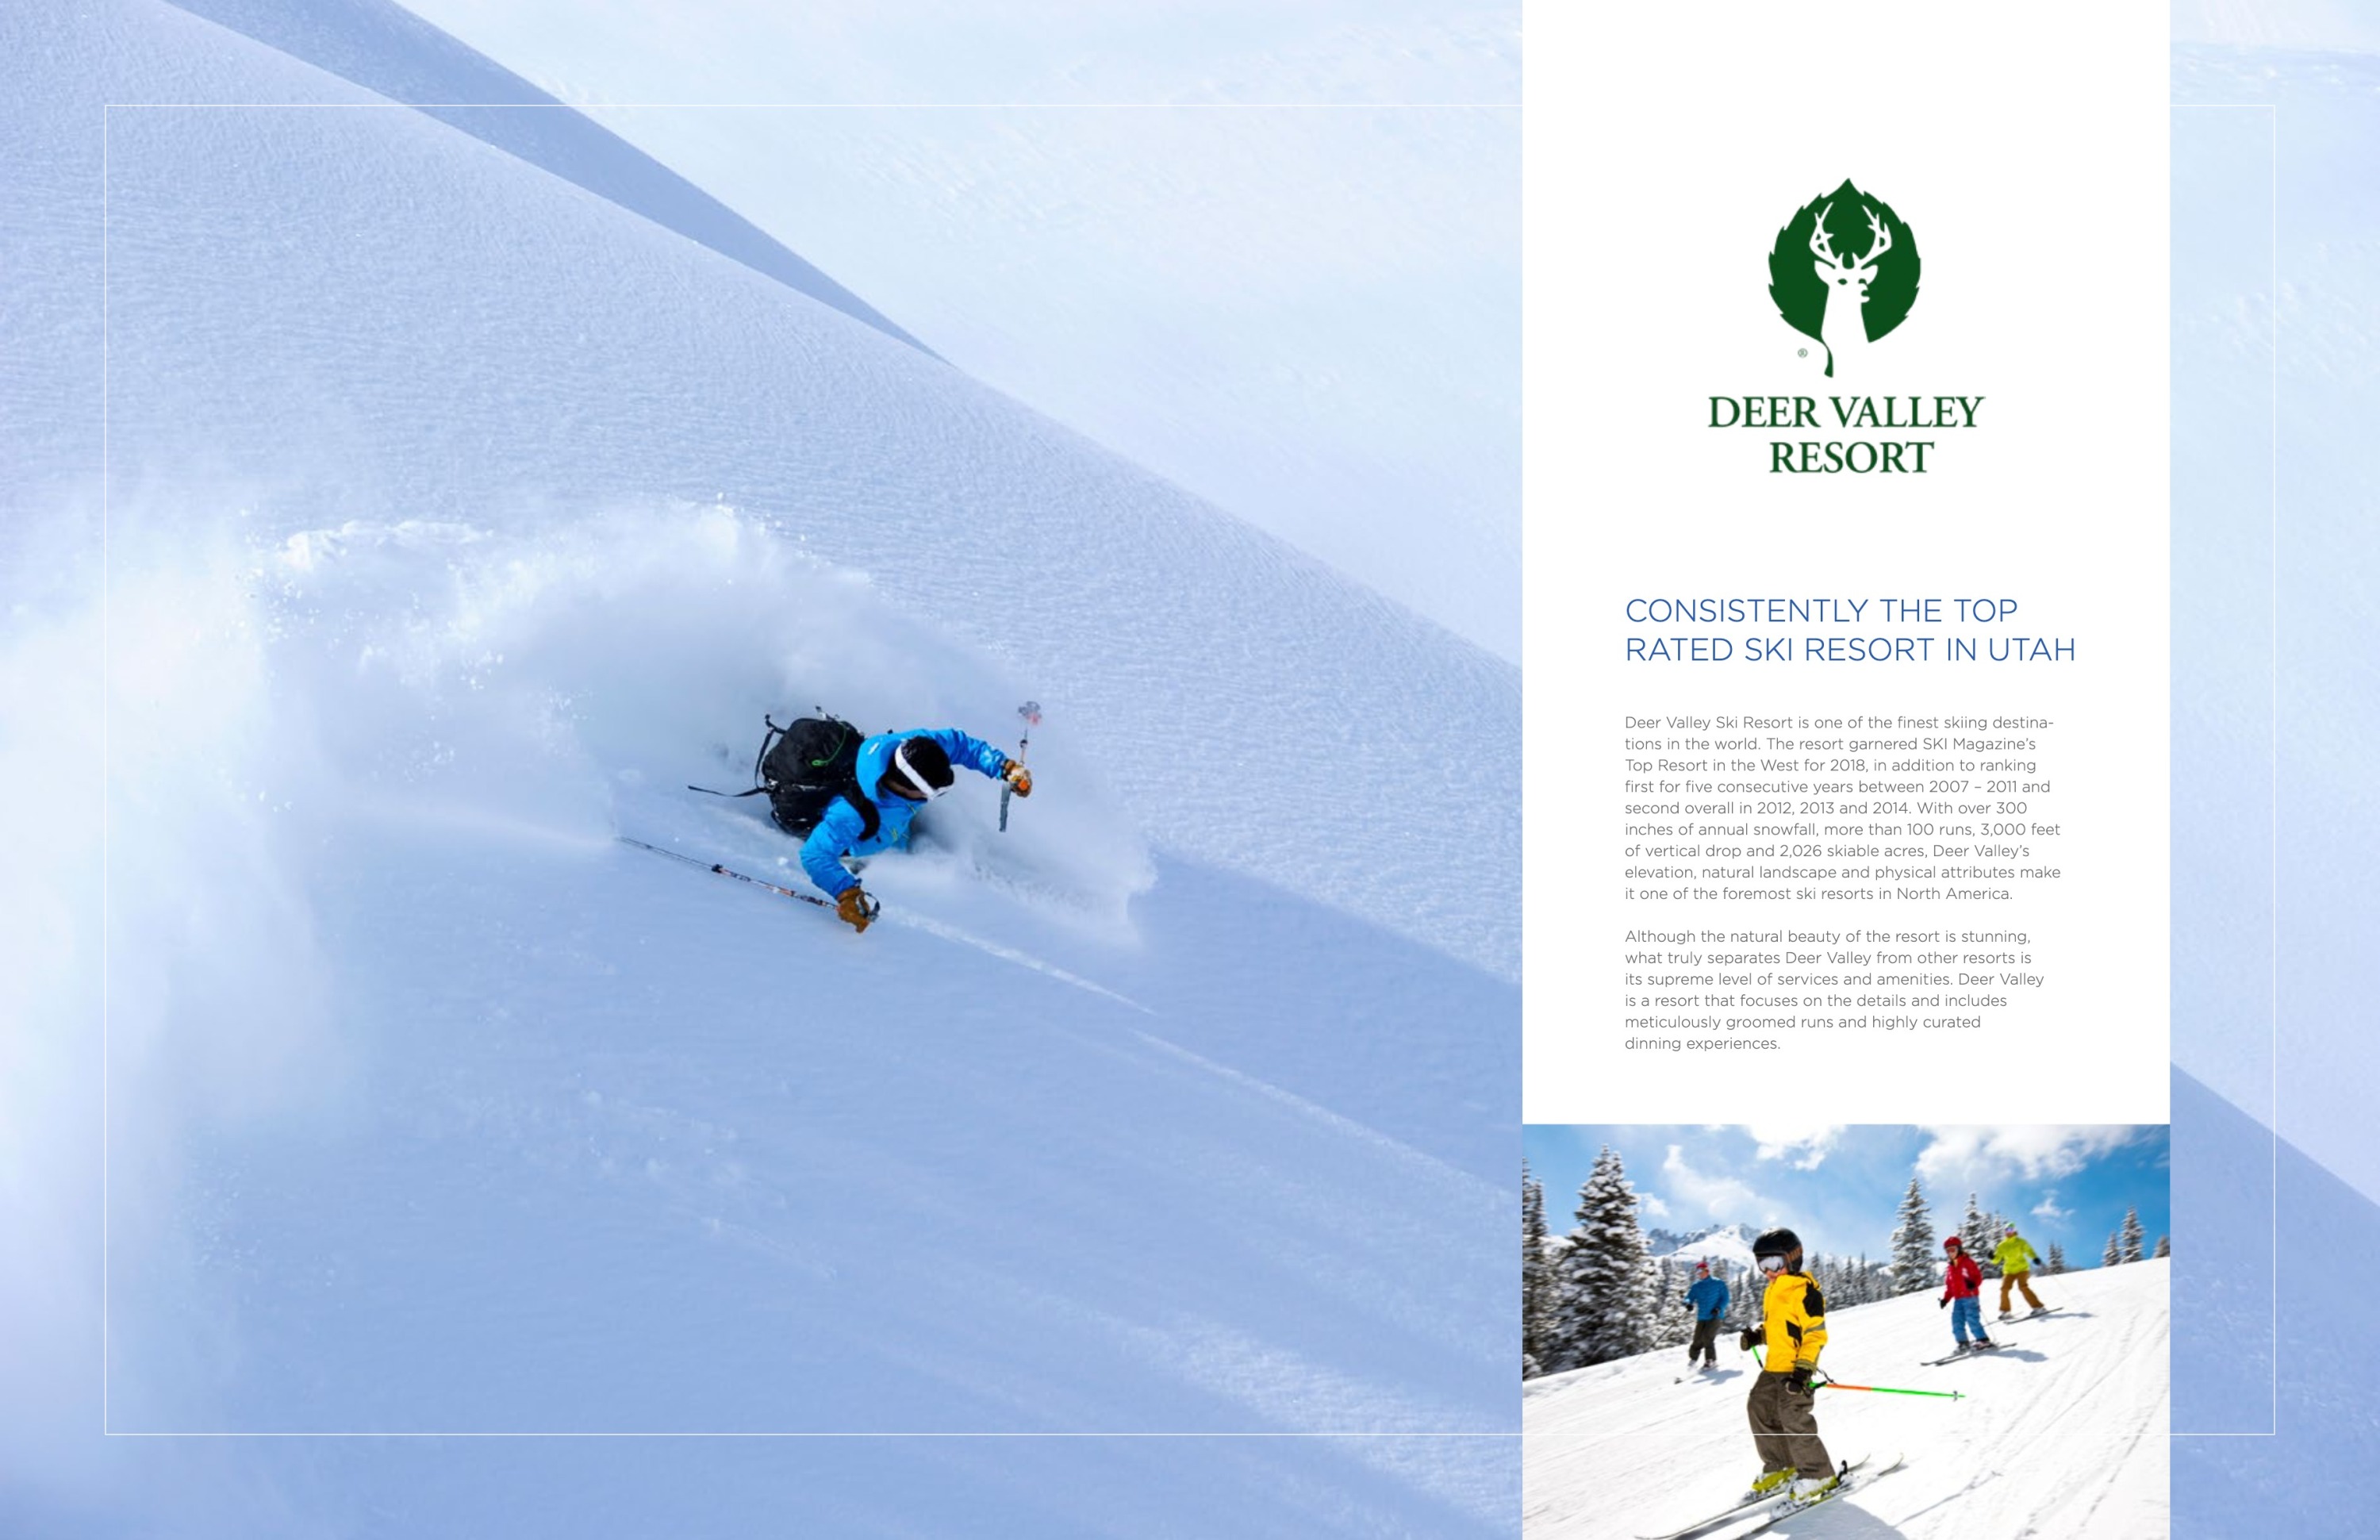 ®
DEER VALLEY
RESORT
CONSISTENTLY THE TOP
RATED SKI RESORT IN UTAH
Deer Valley Ski Resort is one of the finest skiing destina-
tions in the world. The resort garnered SKI Magazine’s
Top Resort in the West for 2018, in addition to ranking
first for five consecutive years between 2007 – 2011 and
second overall in 2012, 2013 and 2014. With over 300
inches of annual snowfall, more than 100 runs, 3,000 feet
of vertical drop and 2,026 skiable acres, Deer Valley’s
elevation, natural landscape and physical attributes make
it one of the foremost ski resorts in North America.
Although the natural beauty of the resort is stunning,
what truly separates Deer Valley from other resorts is
its supreme level of services and amenities. Deer Valley
is a resort that focuses on the details and includes
meticulously groomed runs and highly curated
dinning experiences.